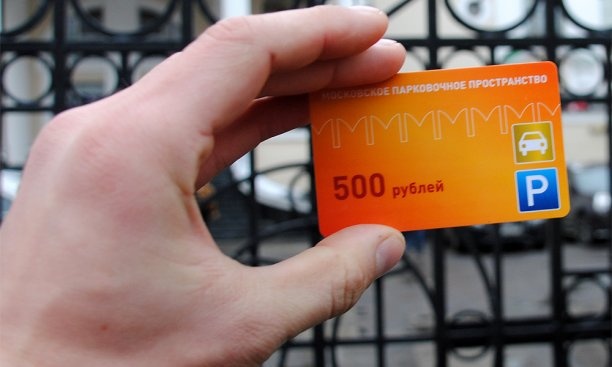 МОСКОВСКОЕ ПАРКОВОЧНОЕ ПРОСТРАНСТВО
500 рублей
P